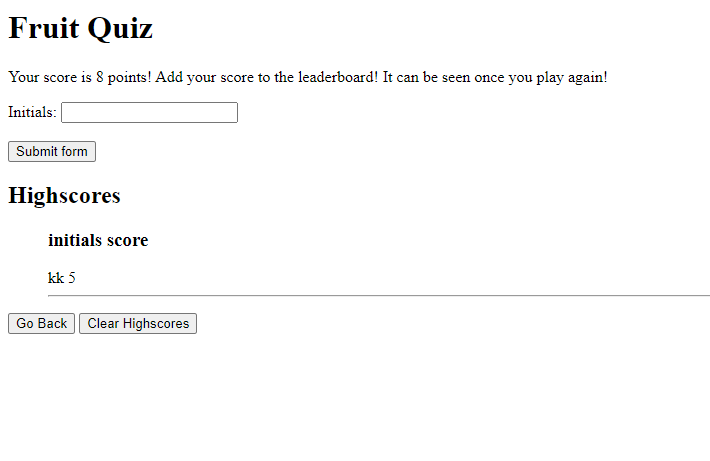 Fruit Quiz
Your score is 8 points! Add your score to the leaderboard! It can be seen once you play again!
Initials:
Submit form
Highscores
initials score
kk 5
Go Back Clear Highscores